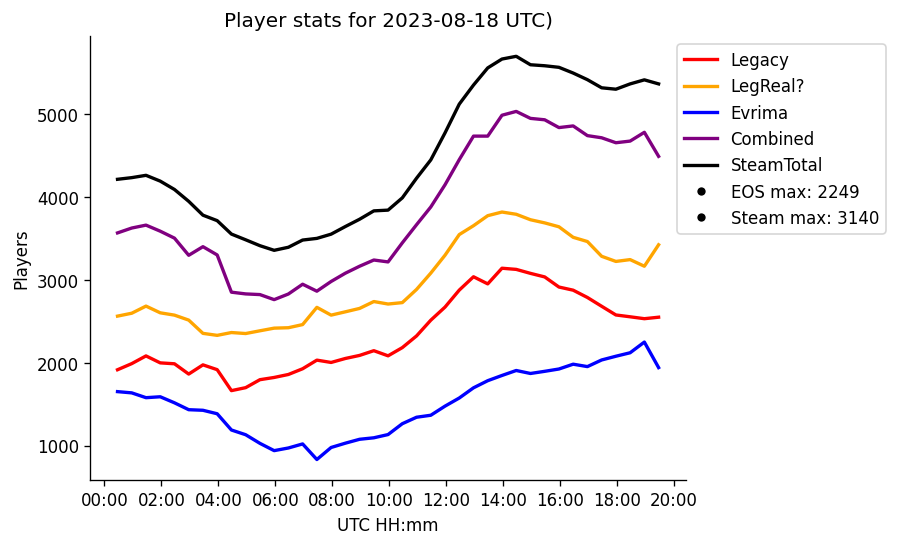 Player stats for 2023-08-18 UTC)
Legacy
LegReal?
Evrima
Combined
SteamTotal
EOS max: 2249
Steam max: 3140
Players
5000
4000
3000
2000
1000
00:00 02:00 04:00 06:00 08:00 10:00 12:00 14:00 16:00 18:00 20:00
UTC HH:mm